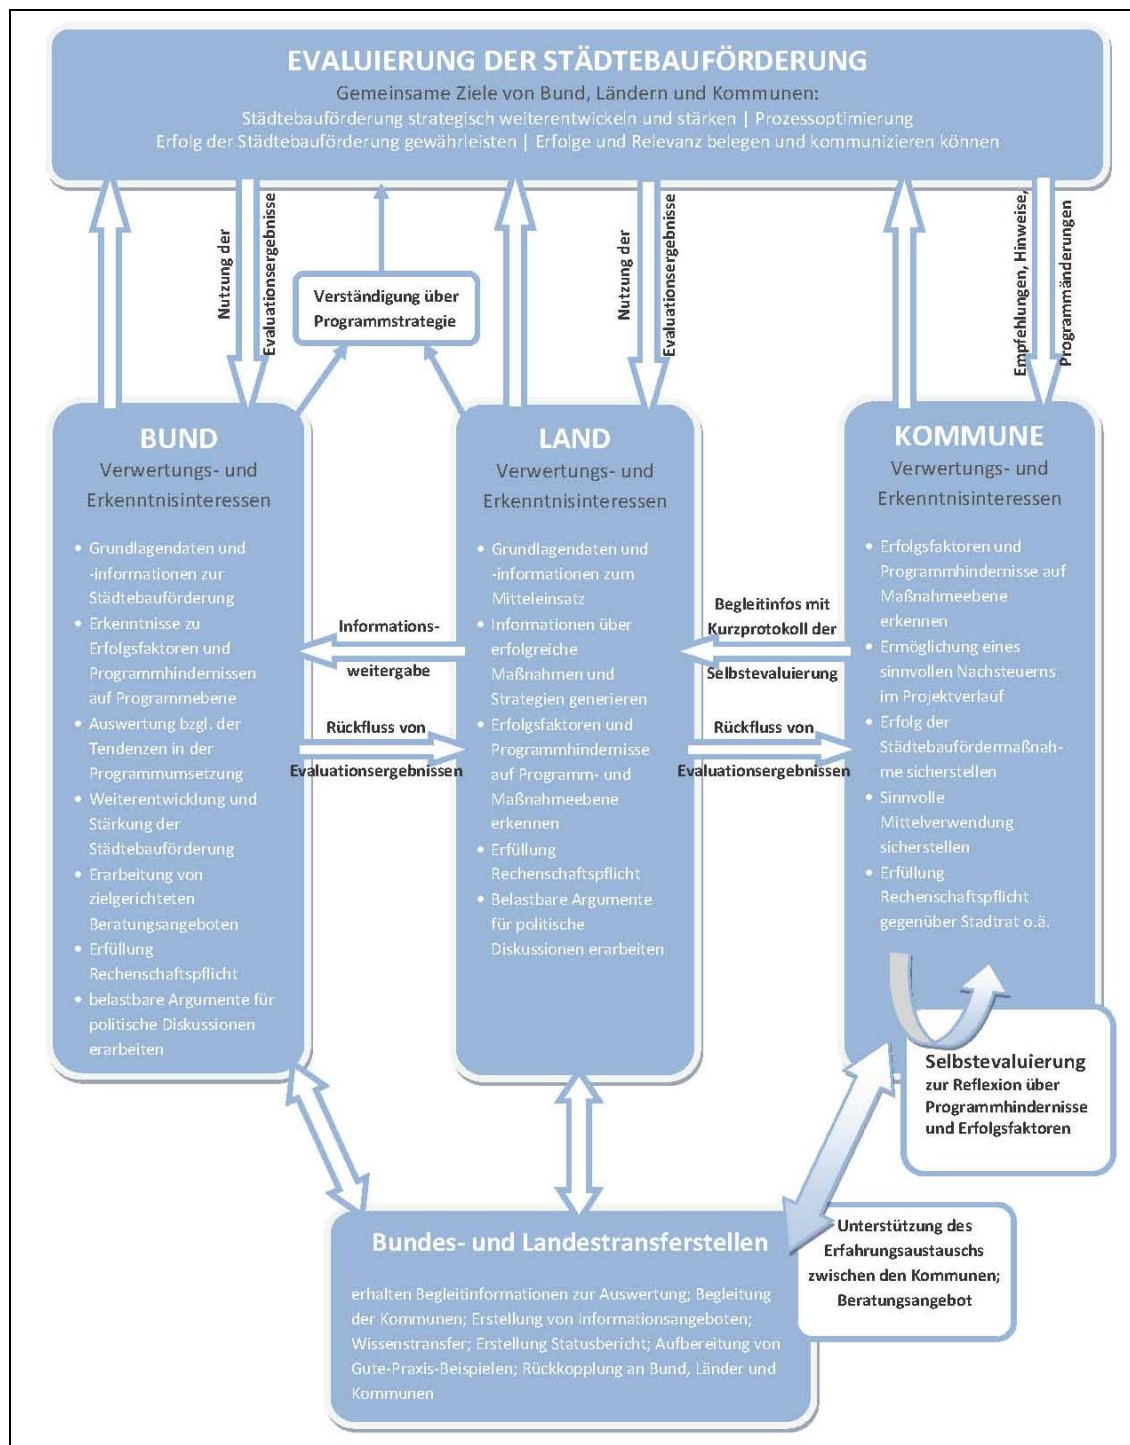 EVALUIERUNG DER STÄDTEBAUFÖRDERUNG
Gemeinsame Ziele von Bund, Ländern und Kommunen:
Städtebauförderung strategisch weiterentwickeln und stärken | Prozessoptimierung
Erfolg der Städtebauförderung gewährleisten | Erfolge und Relevanz belegen und kommunizieren können
Nutzung der
Evaluationsergebnisse
Verständigung über
Programmstrategie
Nutzung der
Evaluationsergebnisse
Empfehlungen, Hinweise,
Programmänderungen
BUND
Verwertungs- und
Erkenntnisinteressen
• Grundlagendaten und
-informationen zur
Städtebauförderung
• Erkenntnisse zu
Erfolgsfaktoren und
Programmhindernissen
auf Programmebene
• Auswertung bzgl. der
Tendenzen in der
Programmumsetzung
• Weiterentwicklung und
Stärkung der
Städtebauförderung
• Erarbeitung von
zielgerichteten
Beratungsangeboten
• Erfüllung
Rechenschaftspflicht
• belastbare Argumente für
politische Diskussionen
erarbeiten
Informations-
weitergabe
Rückfluss von
Evaluationsergebnissen
LAND
Verwertungs- und
Erkenntnisinteressen
• Grundlagendaten und
-informationen zum
Mitteleinsatz
• Informationen über
erfolgreiche
Maßnahmen und
Strategien generieren
• Erfolgsfaktoren und
Programmhindernisse
auf Programm- und
Maßnahmeebene
erkennen
• Erfüllung
Rechenschaftspflicht
• Belastbare Argumente
für politische
Diskussionen erarbeiten
Begleitinfos mit
Kurzprotokoll der
Selbstevaluierung
Rückfluss von
Evaluationsergebnissen
KOMMUNE
Verwertungs- und
Erkenntnisinteressen
• Erfolgsfaktoren und
Programmhindernisse auf
Maßnahmeebene
erkennen
• Ermöglichung eines
sinnvollen Nachsteuerns
im Projektverlauf
• Erfolg der
Städtebaufördermaßnah-
me sicherstellen
• Sinnvolle
Mittelverwendung
sicherstellen
• Erfüllung
Rechenschaftspflicht
gegenüber Stadtrat o.ä.
Selbstevaluierung
zur Reflexion über
Programmhindernisse
und Erfolgsfaktoren
Bundes- und Landestransferstellen
erhalten Begleitinformationen zur Auswertung; Begleitung
der Kommunen; Erstellung von Informationsangeboten;
Wissenstransfer; Erstellung Statusbericht; Aufbereitung von
Gute-Praxis-Beispielen; Rückkopplung an Bund, Länder und
Kommunen
Unterstützung des
Erfahrungsaustauschs
zwischen den Kommunen;
Beratungsangebot